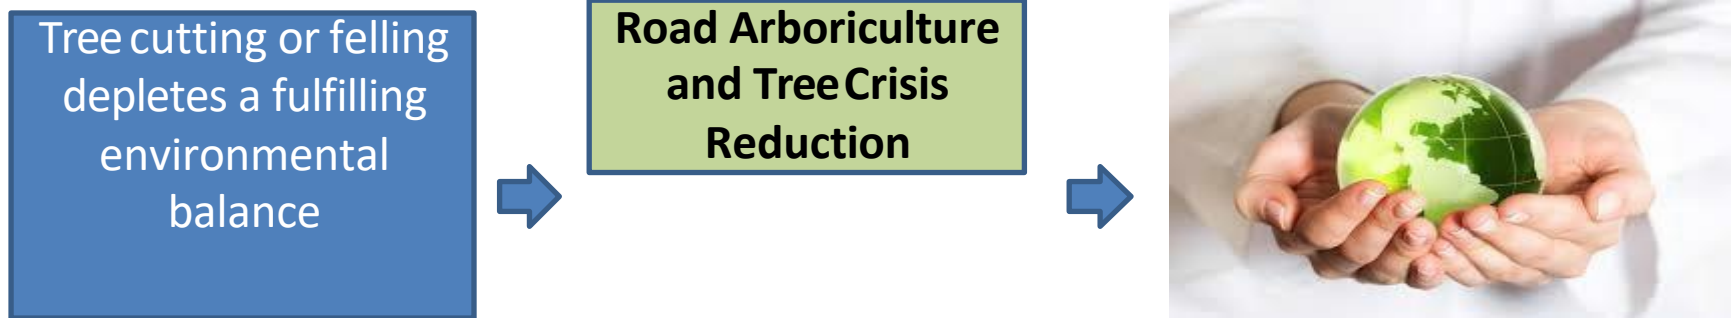 Tree cutting or felling
depletes a fulfilling
environmental
balance
Road Arboriculture
and Tree Crisis
Reduction